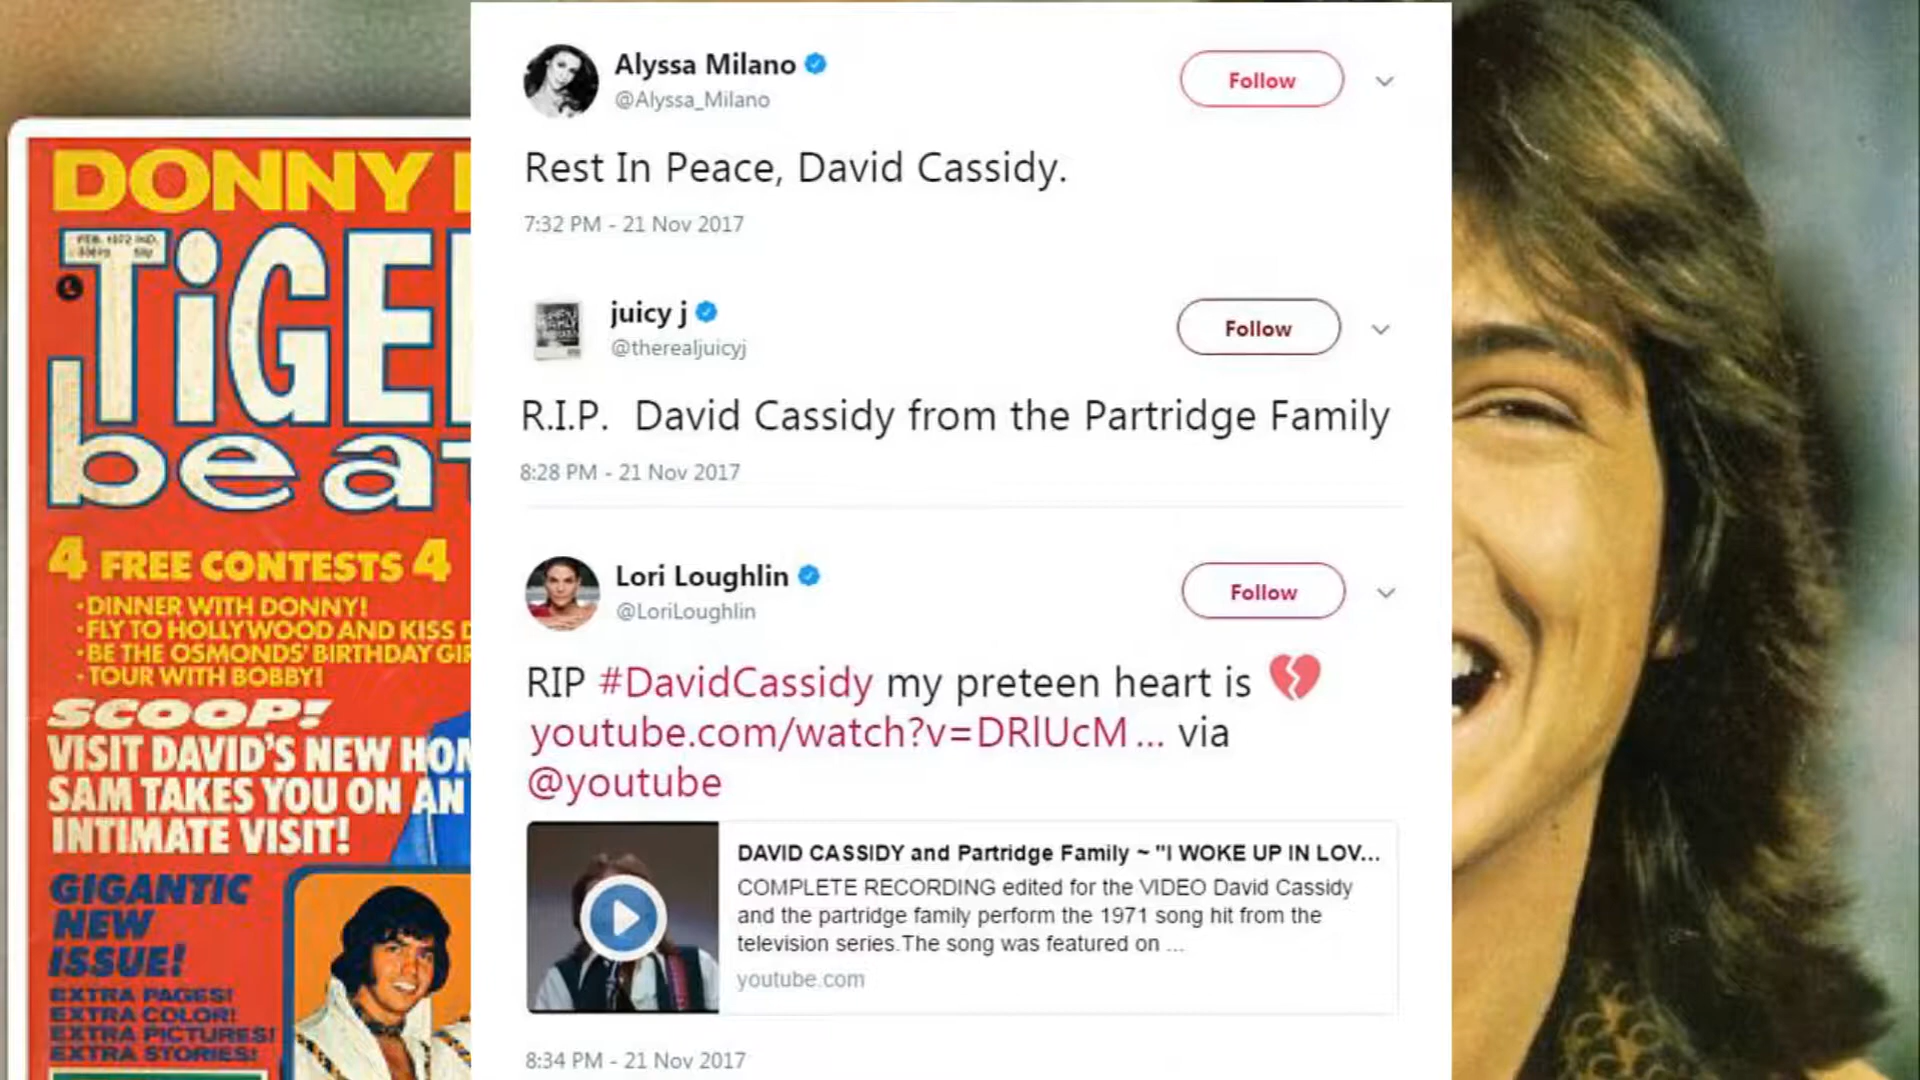 DONNY
TiGE
beat
4 FREE CONTESTS 4
•DINNER WITH DONNY!
•FLY TO HOLLYWOOD AND KISS
•BE THE OSMONDS' BIRTHDAY
•TOUR WITH BOBBY!
SCOOP!
VISIT DAVID'S NEW HOM
SAM TAKES YOU ON AN
INTIMATE VISIT!
GIGANTIC
NEW
ISSUE!
EXTRA PAGES!
EXTRA COLOR!
EXTRA PICTURES!
EXTRA STORIES!
Alyssa Milano
@Alyssa_Milano
Follow
Rest In Peace, David Cassidy.
7:32 PM - 21 Nov 2017
juicy j
@therealjuicyj
Follow
R.I.P. David Cassidy from the Partridge Family
8:28 PM - 21 Nov 2017
Lori Loughlin
@LoriLoughlin
Follow
RIP #DavidCassidy my preteen heart is 💔
youtube.com/watch?v=DRlUcM... via
@youtube
DAVID CASSIDY and Partridge Family ~ "I WOKE UP IN LOV...
COMPLETE RECORDING edited for the VIDEO David Cassidy
and the partridge family perform the 1971 song hit from the
television series.The song was featured on ...
youtube.com
8:34 PM - 21 Nov 2017